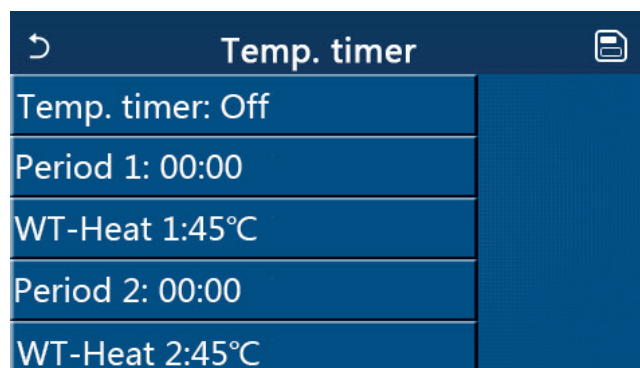 Temp. timer
Temp. timer: Off
Period 1: 00:00
WT-Heat 1:45℃
Period 2: 00:00
WT-Heat 2:45℃